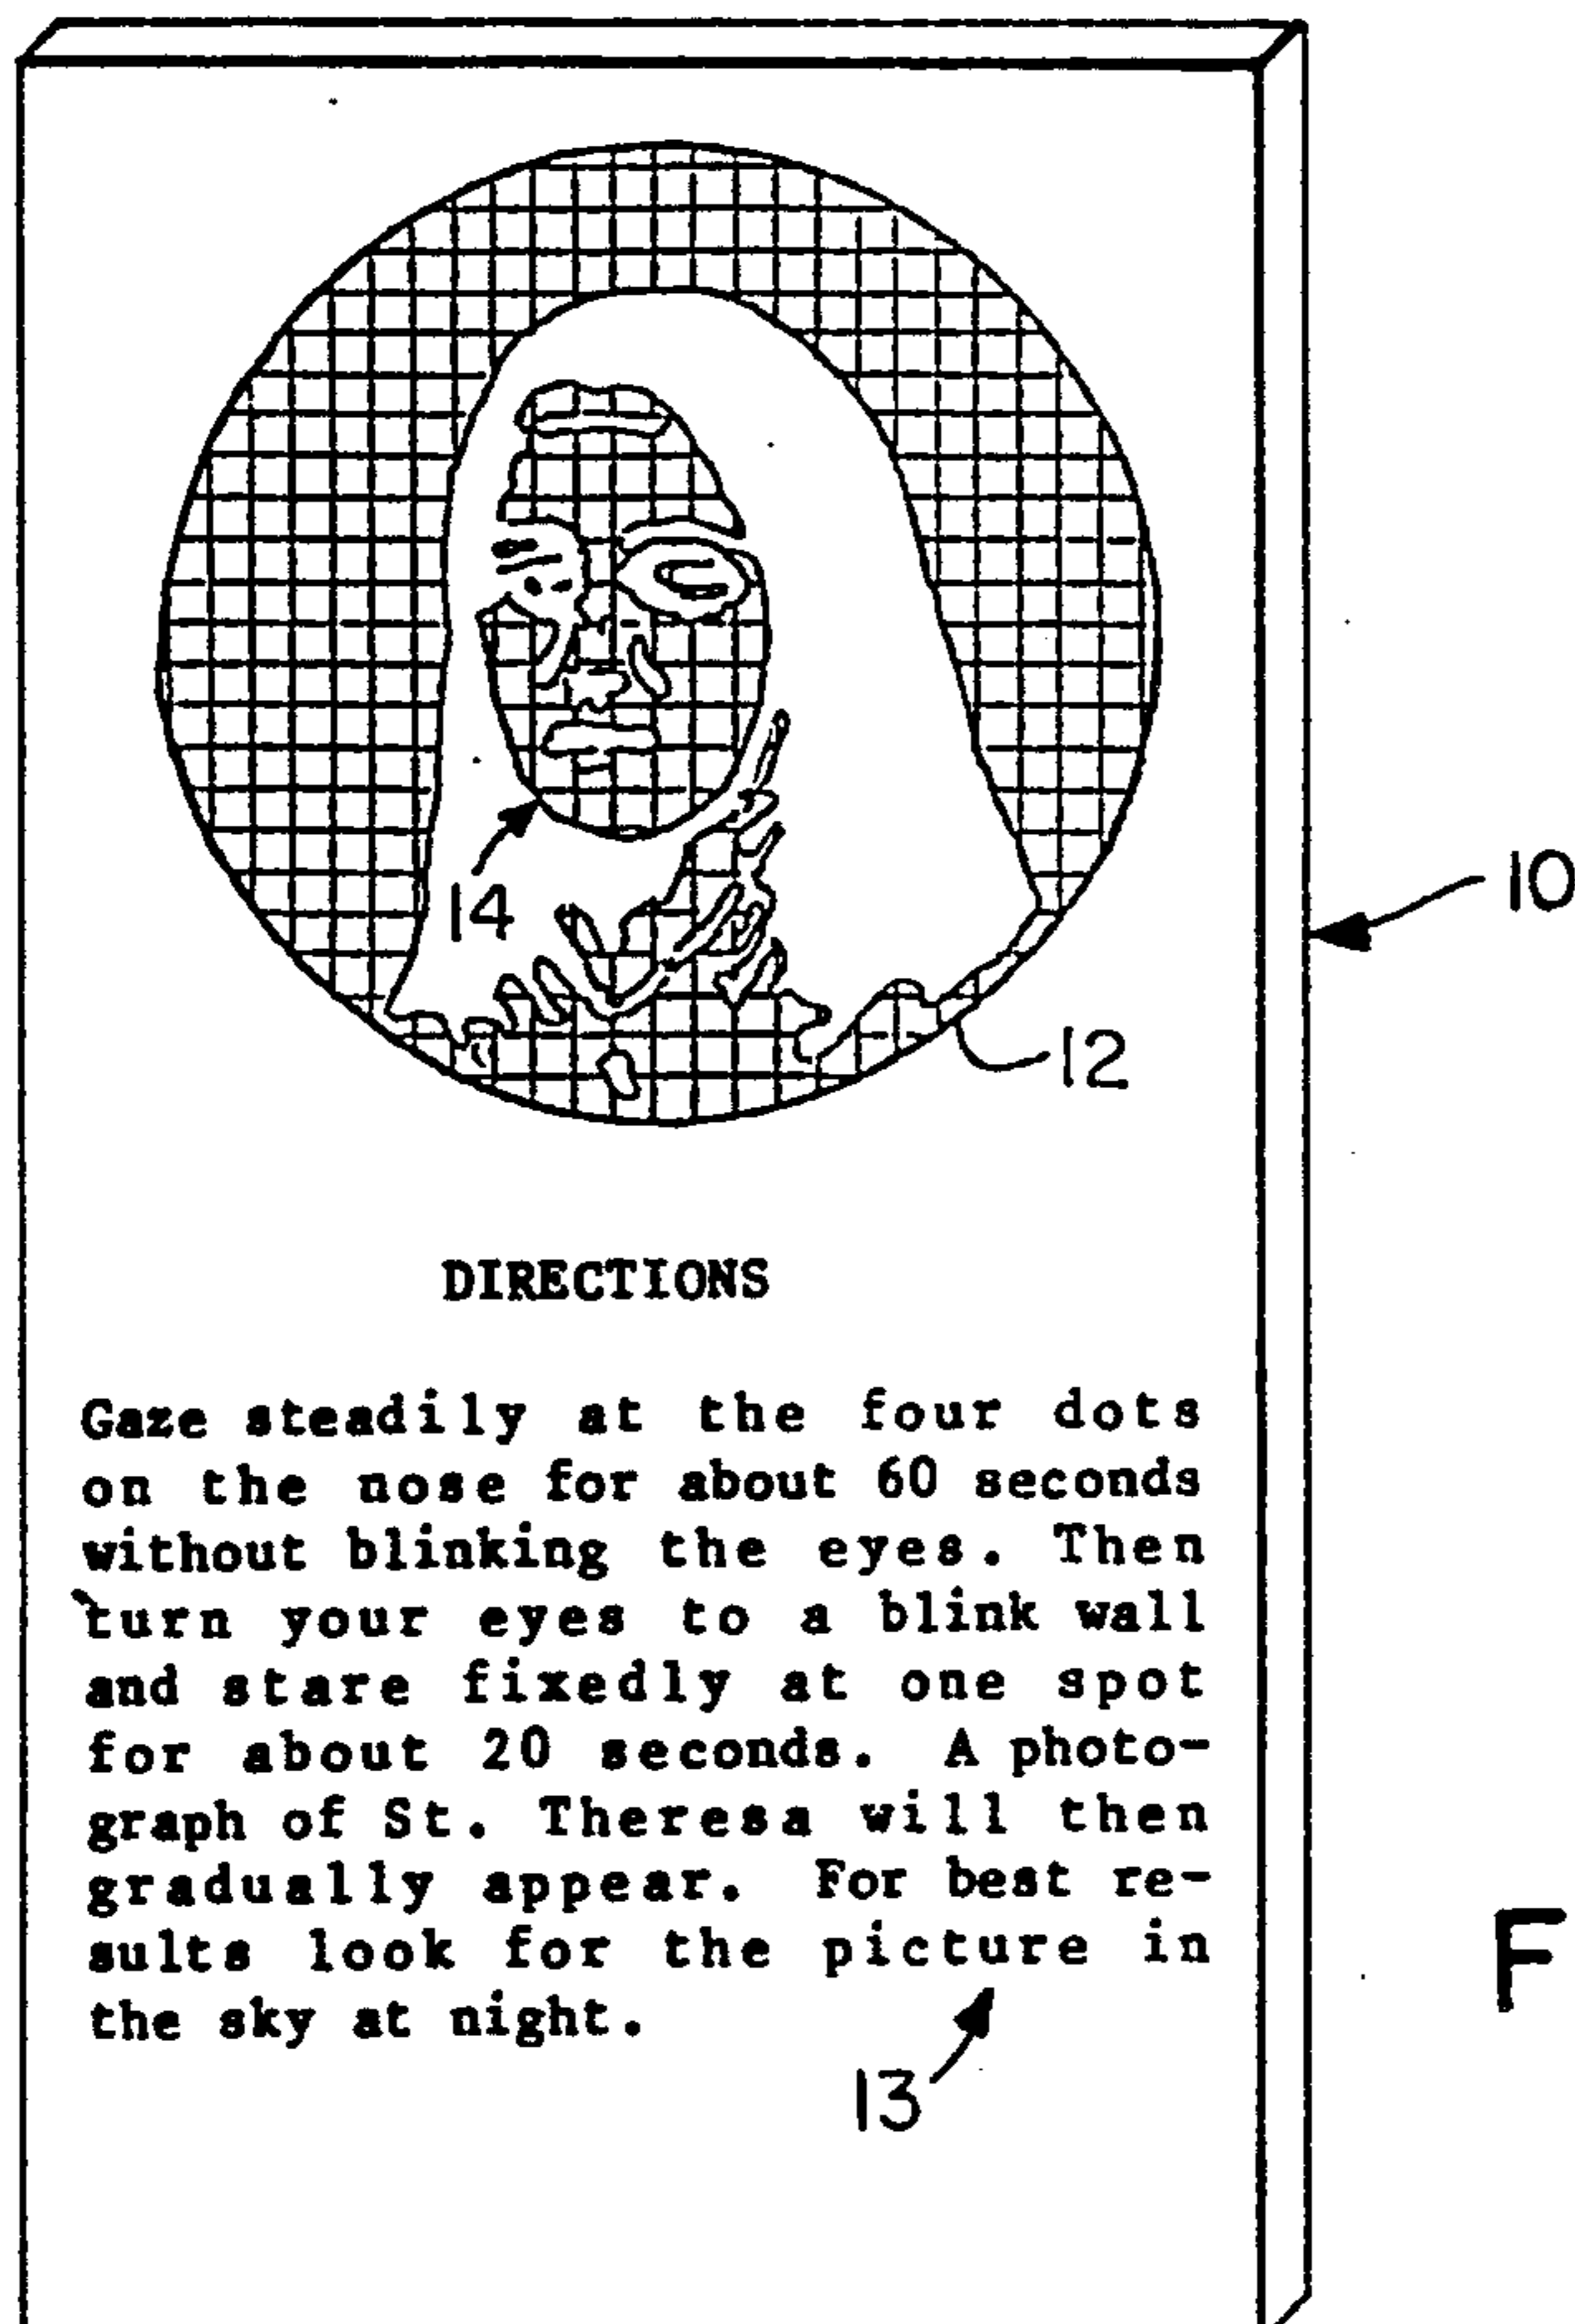 14
10
12
DIRECTIONS
Gaze steadily at the four dots
on the nose for about 60 seconds
without blinking the eyes. Then
turn your eyes to a blink wall
and stare fixedly at one spot
for about 20 seconds. A photo-
graph of St. Theresa will then
gradually appear. For best re-
sults look for the picture in
the sky at night.
F
13